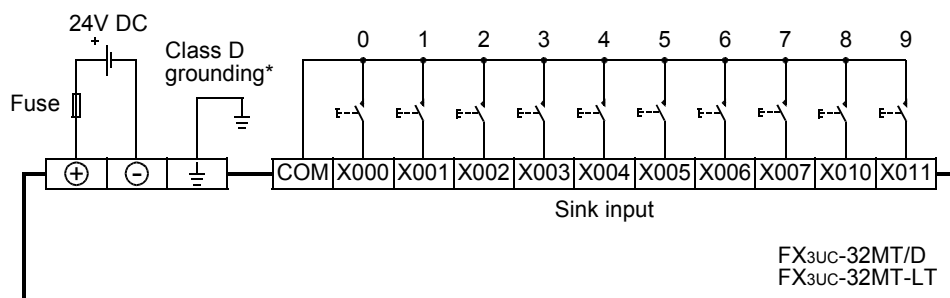 24V DC
+
Class D
grounding*
Fuse
0 1 2 3 4 5 6 7 8 9
+ - COM X000 X001 X002 X003 X004 X005 X006 X007 X010 X011
Sink input
FX3UC-32MT/D
FX3UC-32MT-LT